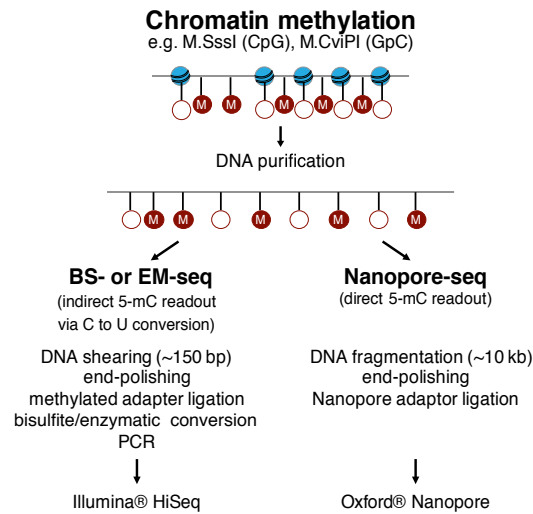 Chromatin methylation
e.g. M.SssI (CpG), M.CviPI (GpC)
M M M M M
DNA purification
M M M M M
BS- or EM-seq
(indirect 5-mC readout
via C to U conversion)
DNA shearing (~150 bp)
end-polishing
methylated adapter ligation
bisulfite/enzymatic conversion
PCR
Illumina® HiSeq
Nanopore-seq
(direct 5-mC readout)
DNA fragmentation (~10 kb)
end-polishing
Nanopore adaptor ligation
Oxford® Nanopore